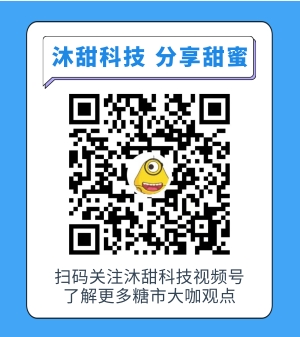 沐甜科技 分享甜蜜
扫码关注沐甜科技视频号
了解更多糖市大咖观点